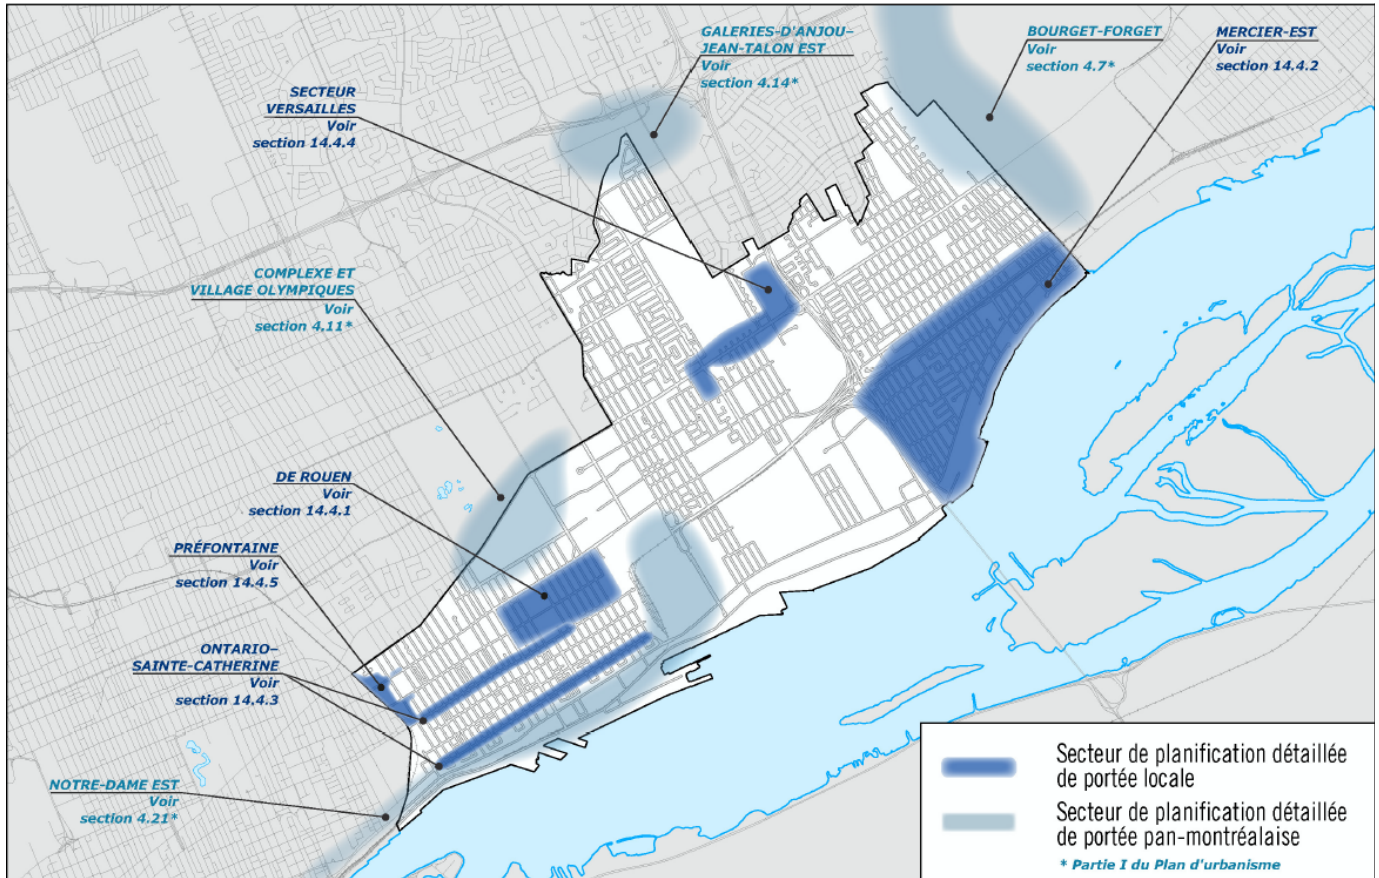 GALERIES-D'ANJOU–
JEAN-TALON EST
Voir
section 4.14*
BOURGET-FORGET
Voir
section 4.7*
MERCIER-EST
Voir
section 14.4.2
SECTEUR
VERSAILLES
Voir
section 14.4.4
COMPLEXE ET
VILLAGE OLYMPIQUES
Voir
section 4.11*
DE ROUEN
Voir
section 14.4.1
PRÉFONTAINE
Voir
section 14.4.5
ONTARIO–
SAINTE-CATHERINE
Voir
section 14.4.3
NOTRE-DAME EST
Voir
section 4.21*
Secteur de planification détaillée
de portée locale
Secteur de planification détaillée
de portée pan-montréalaise
* Partie I du Plan d'urbanisme